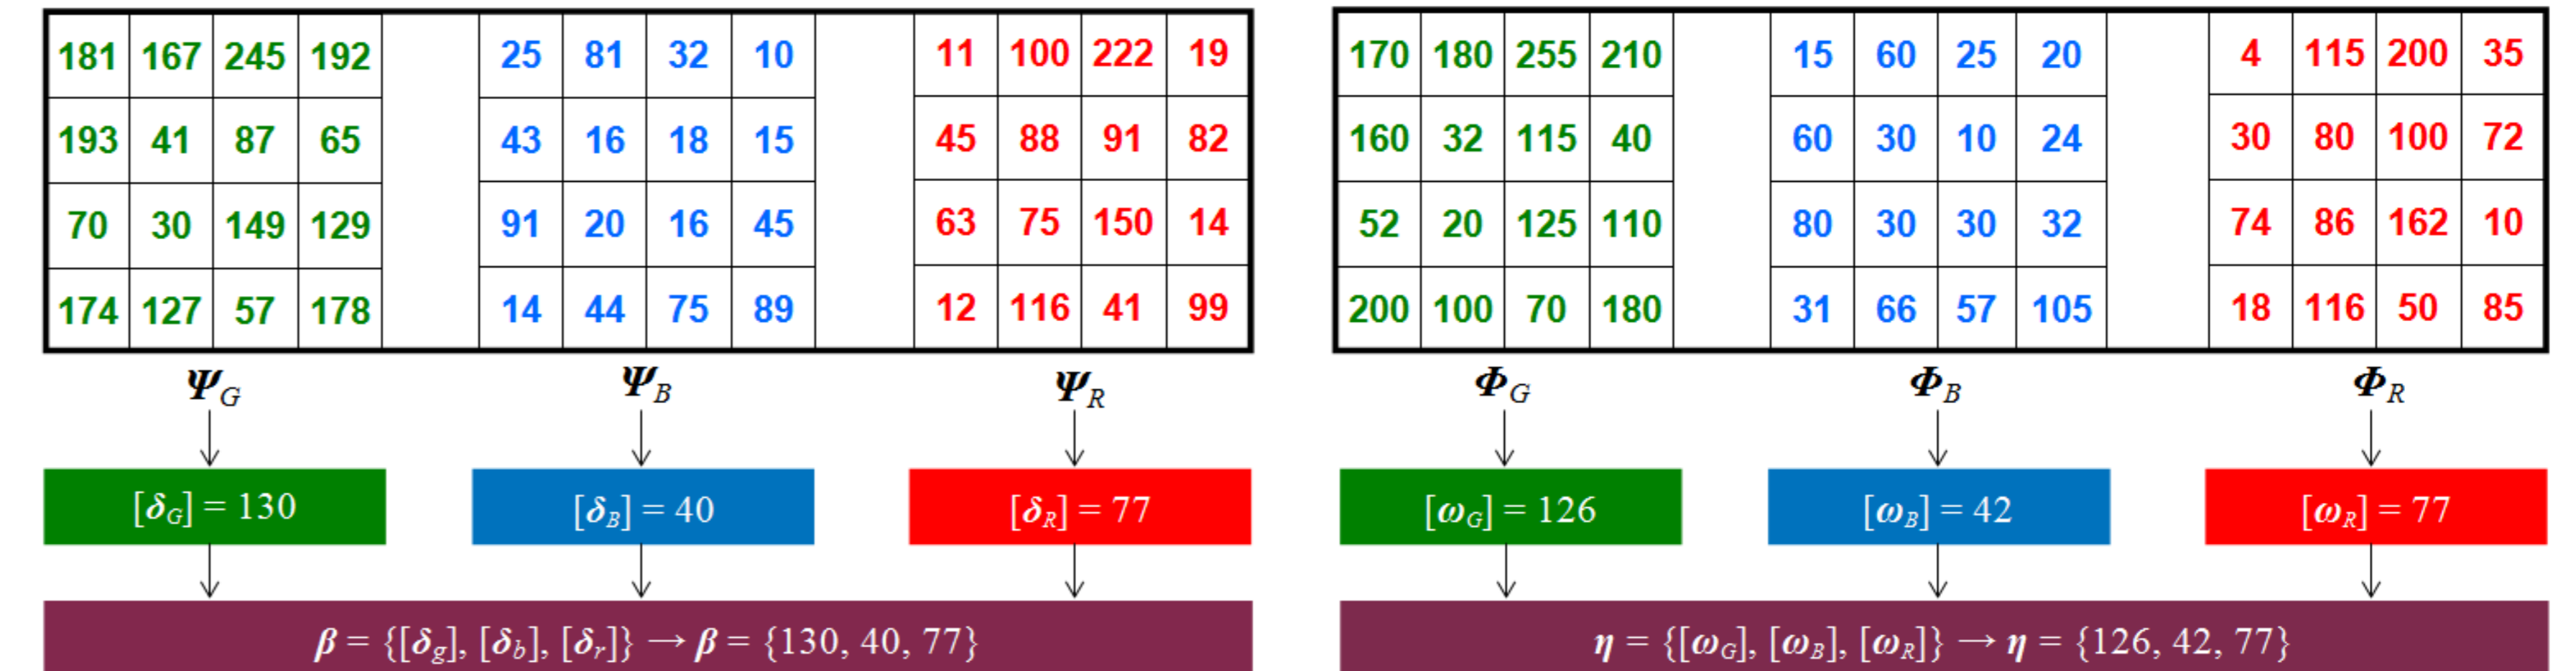 181 167 245 192 25 81 32 10 11 100 222 19
193 41 87 65 43 16 18 15 45 88 91 82
70 30 149 129 91 20 16 45 63 75 150 14
174 127 57 178 14 44 75 89 12 116 41 99
Ψ_G Ψ_B Ψ_R
[δ_G] = 130 [δ_B] = 40 [δ_R] = 77
β = {[δ_g], [δ_b], [δ_r]} → β = {130, 40, 77}
170 180 255 210 15 60 25 20 4 115 200 35
160 32 115 40 60 30 10 24 30 80 100 72
52 20 125 110 80 30 30 32 74 86 162 10
200 100 70 180 31 66 57 105 18 116 50 85
Φ_G Φ_B Φ_R
[ω_G] = 126 [ω_B] = 42 [ω_R] = 77
η = {[ω_G], [ω_B], [ω_R]} → η = {126, 42, 77}